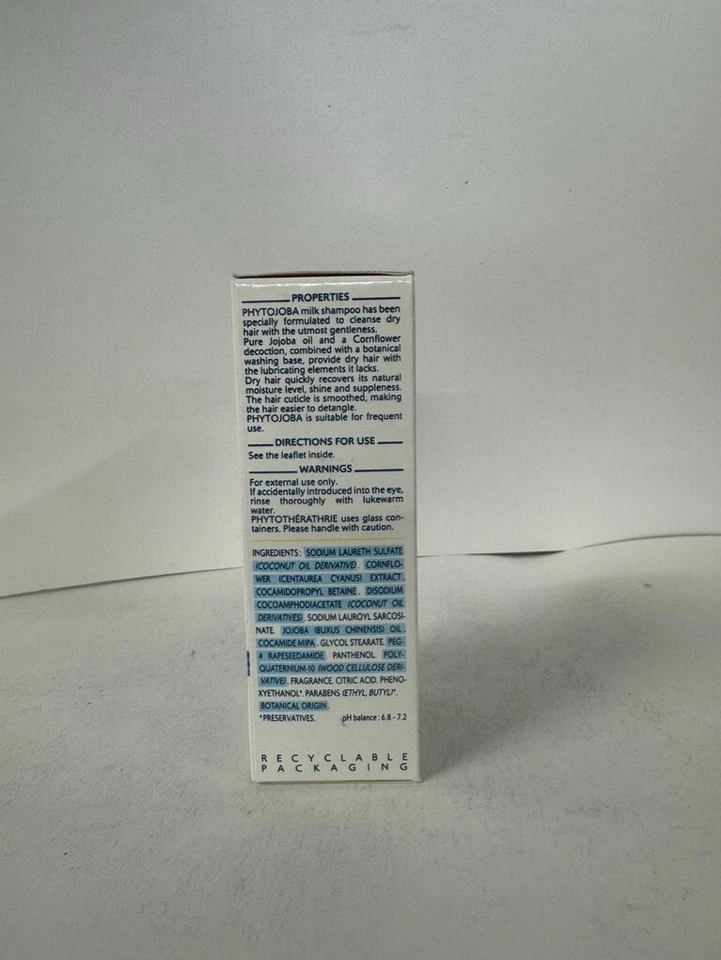 PROPERTIES
PHYTOJOBA milk shampoo has been
specially formulated to cleanse dry
hair with the utmost gentleness.
Pure Jojoba oil and a Cornflower
decoction, combined with a botanical
washing base, provide dry hair with
the lubricating elements it lacks.
Dry hair quickly recovers its natural
moisture level, shine and suppleness.
The hair cuticle is smoothed, making
the hair easier to detangle.
PHYTOJOBA is suitable for frequent
use.
DIRECTIONS FOR USE
See the leaflet inside.
WARNINGS
For external use only.
If accidentally introduced into the eye,
rinse thoroughly with lukewarm
water.
PHYTOTHÉRATHRIE uses glass con-
tainers. Please handle with caution.
INGREDIENTS: SODIUM LAURETH SULFATE
(COCONUT OIL DERIVATIVE). CORNFLO-
WER (CENTAUREA CYANUS) EXTRACT.
COCAMIDOPROPYL BETAINE. DISODIUM
COCOAMPHODIACETATE (COCONUT OIL
DERIVATIVES). SODIUM LAUROYL SARCOSI-
NATE. JOJOBA (BUXUS CHINENSIS) OIL.
COCAMIDE MIPA. GLYCOL STEARATE. PEG-
4 RAPESEEDAMIDE. PANTHENOL. POLY-
QUATERNIUM-10 (WOOD CELLULOSE DERI-
VATIVE). FRAGRANCE. CITRIC ACID. PHENO-
XYETHANOL*. PARABENS (ETHYL, BUTYL)*.
BOTANICAL ORIGIN.
*PRESERVATIVES. pH balance : 6.8 - 7.2
RECYCLABLE
PACKAGING